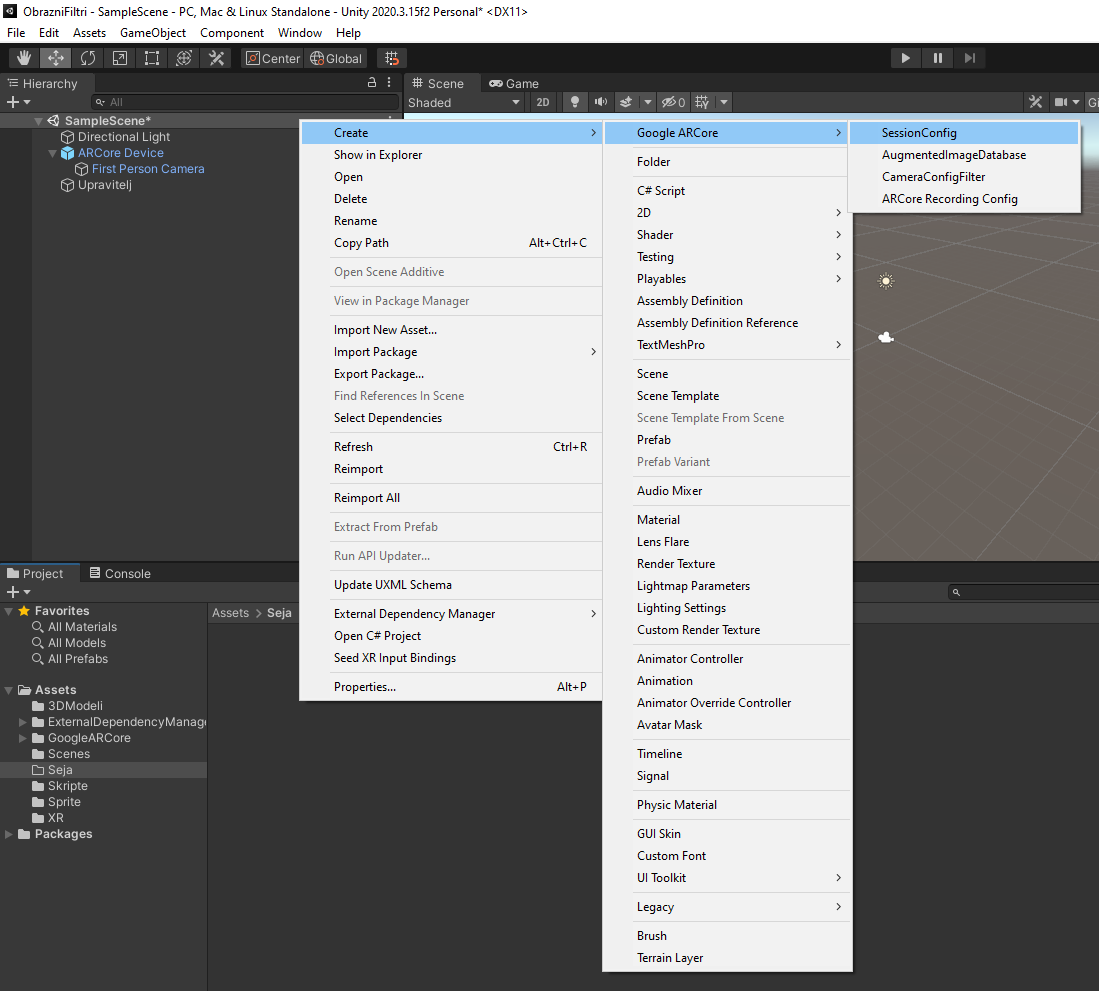 ObrazniFiltri - SampleScene - PC, Mac & Linux Standalone - Unity 2020.3.15f2 Personal* <DX11>
File Edit Assets GameObject Component Window Help
Center Global
Hierarchy
All
SampleScene*
Directional Light
ARCore Device
First Person Camera
Upravitelj
Scene Game
Shaded 2D 0 Gi
Create
Show in Explorer
Open
Delete
Rename
Copy Path Alt+Ctrl+C
Open Scene Additive
View in Package Manager
Import New Asset...
Import Package
Export Package...
Find References In Scene
Select Dependencies
Refresh Ctrl+R
Reimport
Reimport All
Extract From Prefab
Run API Updater...
Update UXML Schema
External Dependency Manager
Open C# Project
Seed XR Input Bindings
Properties... Alt+P
Google ARCore
Folder
C# Script
2D
Shader
Testing
Playables
Assembly Definition
Assembly Definition Reference
TextMeshPro
Scene
Scene Template
Scene Template From Scene
Prefab
Prefab Variant
Audio Mixer
Material
Lens Flare
Render Texture
Lightmap Parameters
Lighting Settings
Custom Render Texture
Animator Controller
Animation
Animator Override Controller
Avatar Mask
Timeline
Signal
Physic Material
GUI Skin
Custom Font
UI Toolkit
Legacy
Brush
Terrain Layer
SessionConfig
AugmentedImageDatabase
CameraConfigFilter
ARCore Recording Config
Project Console
Favorites
All Materials
All Models
All Prefabs
Assets
3DModeli
ExternalDependencyManage
GoogleARCore
Scenes
Seja
Skripte
Sprite
XR
Packages
Assets > Seja